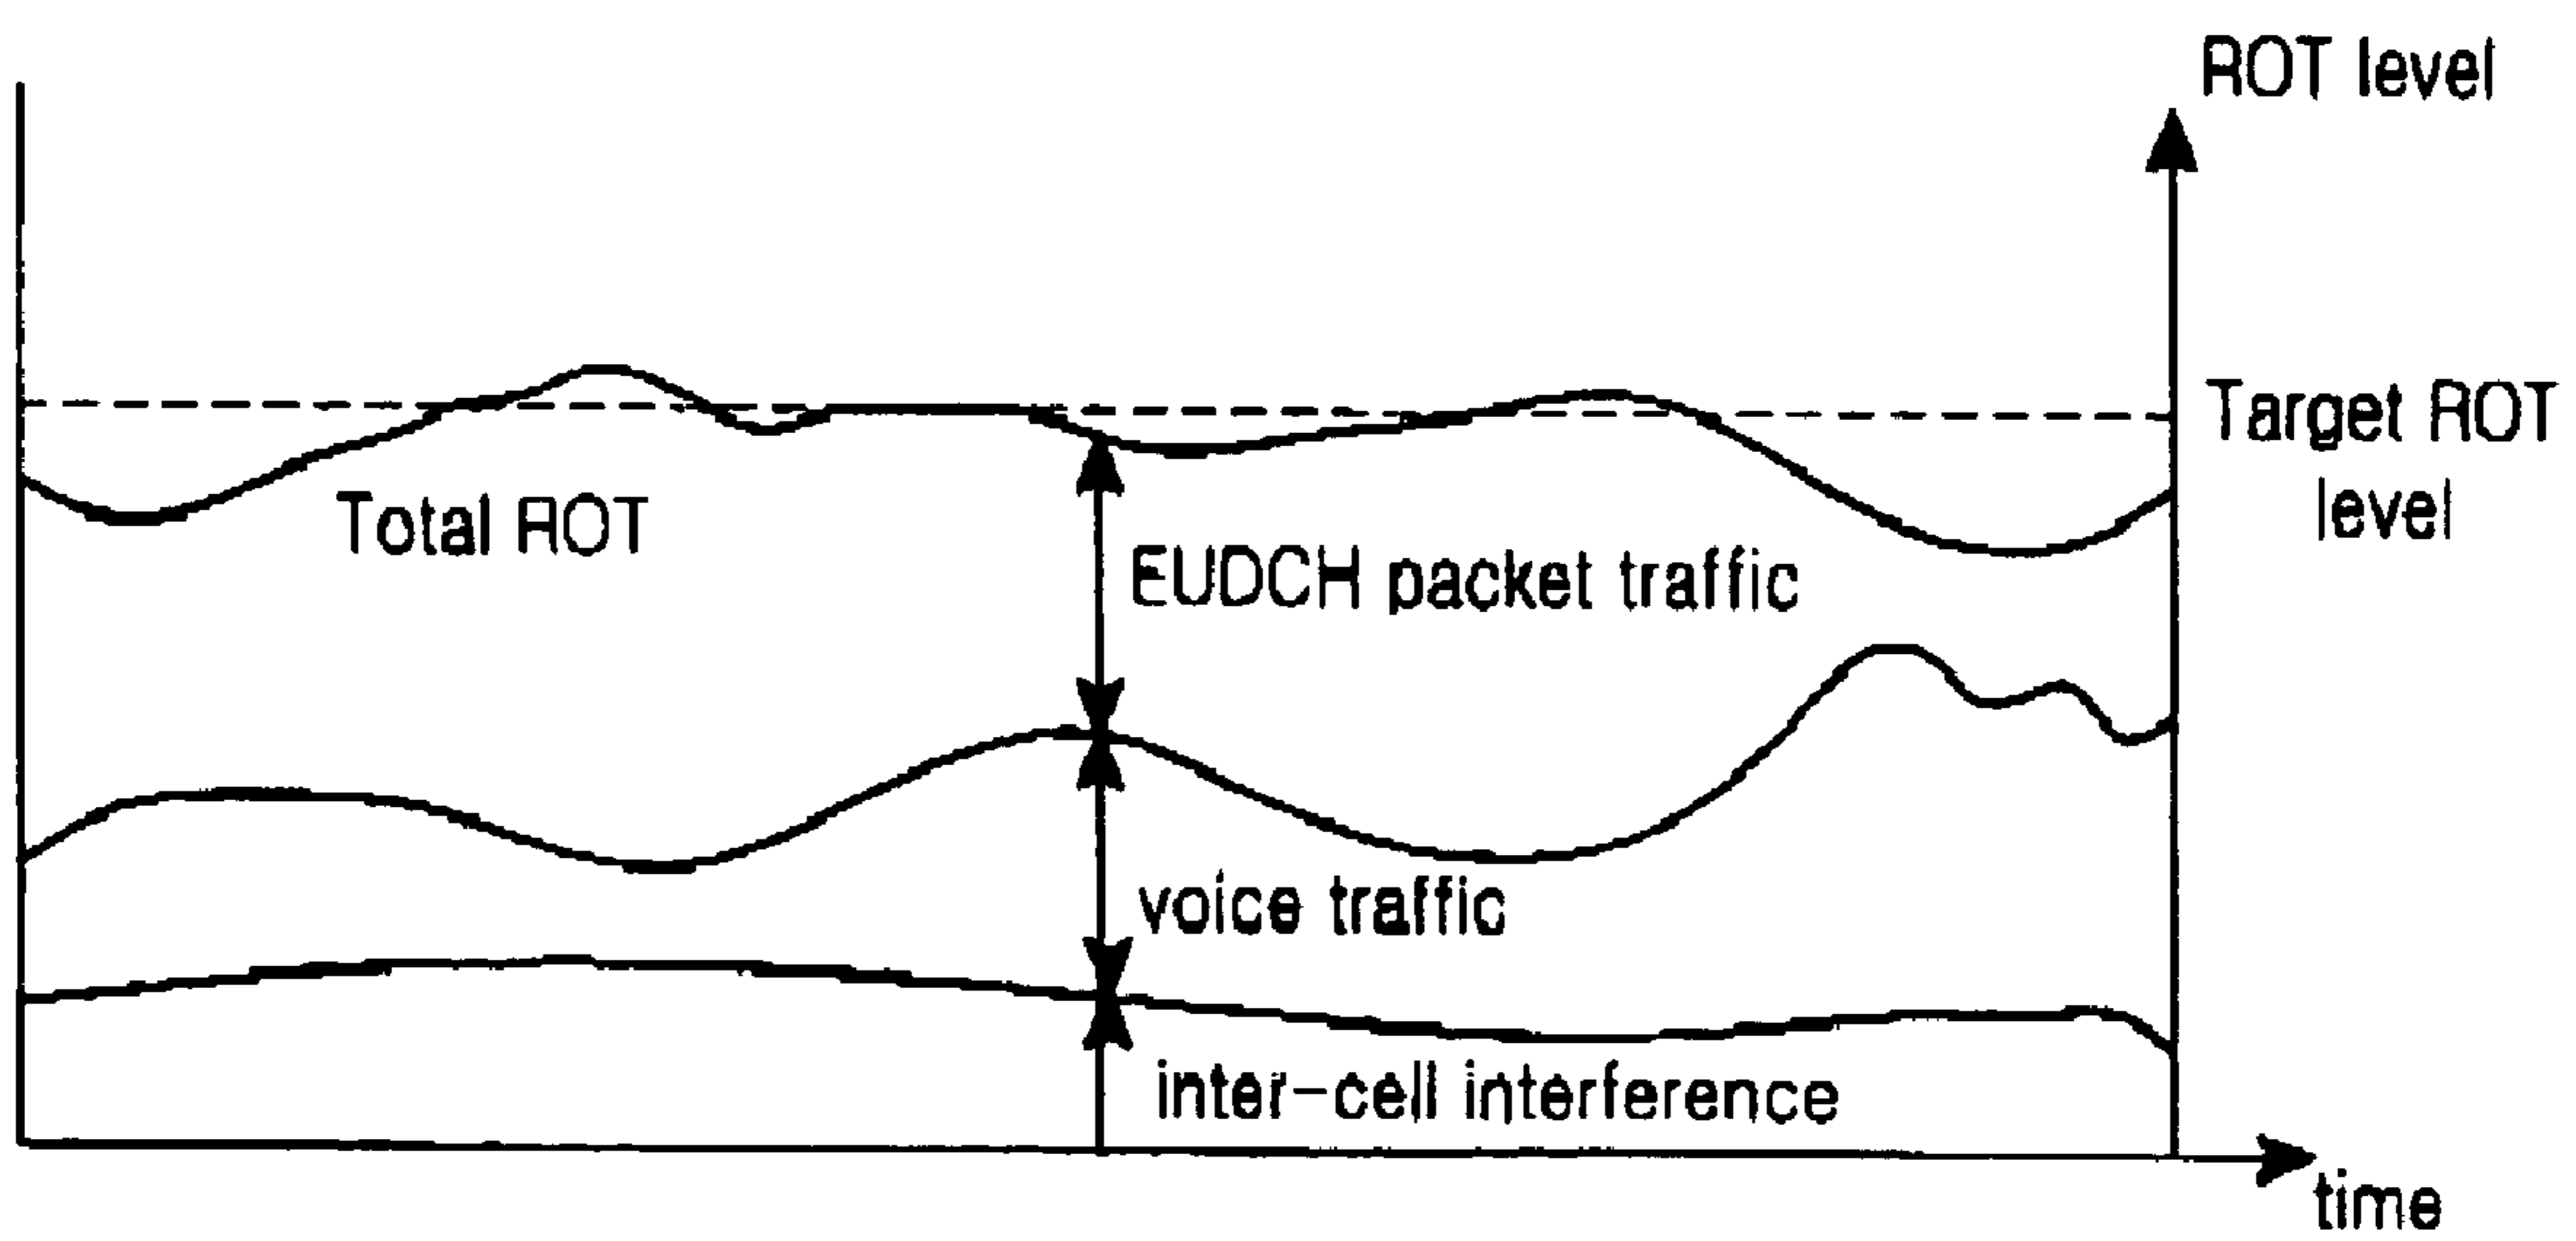 ROT level
Target ROT
level
Total ROT
EUDCH packet traffic
voice traffic
inter-cell interference
time